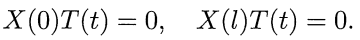 X(0)T(t) = 0, X(l)T(t) = 0.